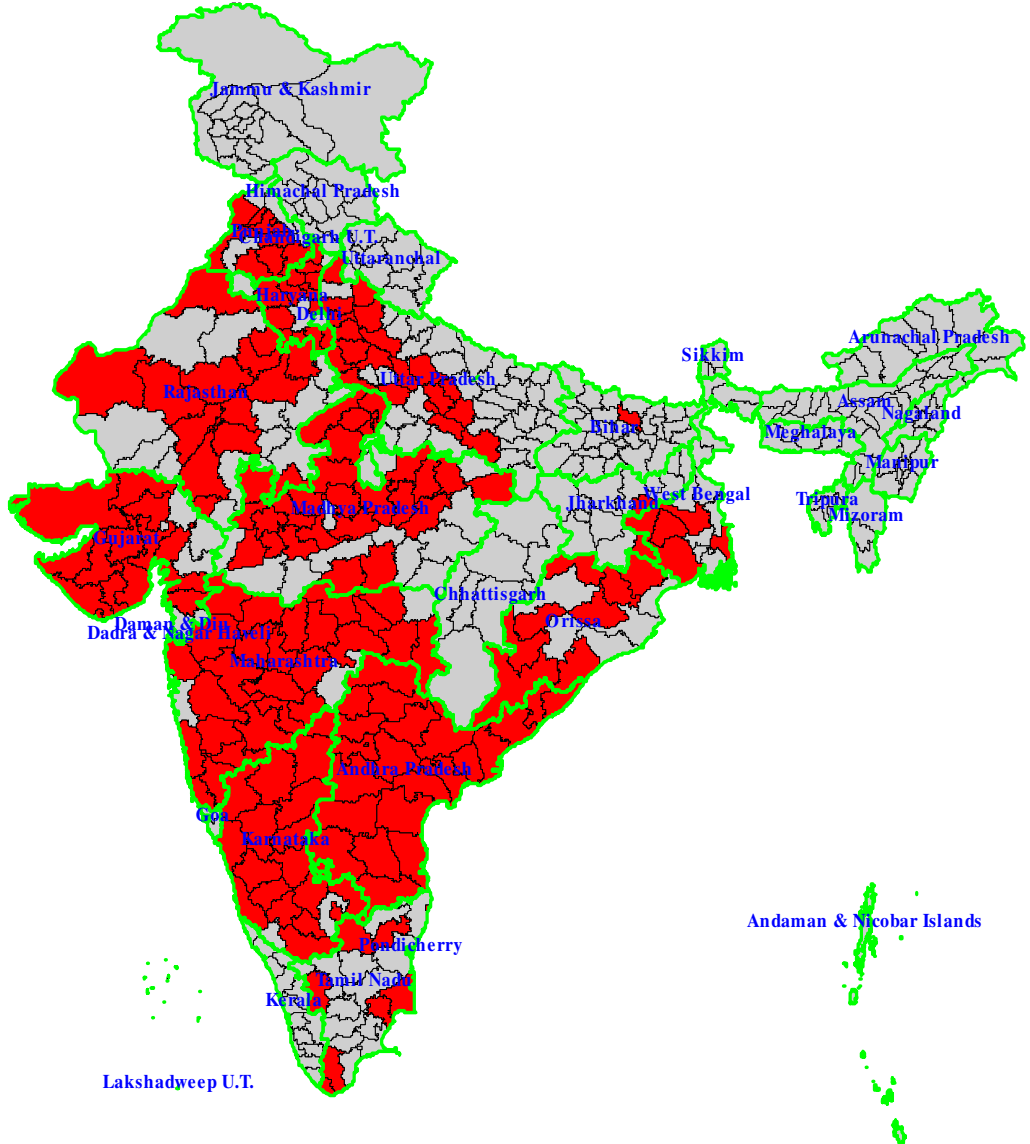 Jammu & Kashmir
Himachal Pradesh
Punjab
Chandigarh U.T.
Uttaranchal
Haryana
Delhi
Sikkim
Arunachal Pradesh
Rajasthan
Uttar Pradesh
Assam
Nagaland
Bihar
Meghalaya
Manipur
Jharkhand
West Bengal
Tripura
Mizoram
Madhya Pradesh
Gujarat
Chhattisgarh
Orissa
Daman & Diu
Dadra & Nagar Haveli
Maharashtra
Andhra Pradesh
Goa
Karnataka
Andaman & Nicobar Islands
Pondicherry
Tamil Nadu
Kerala
Lakshadweep U.T.